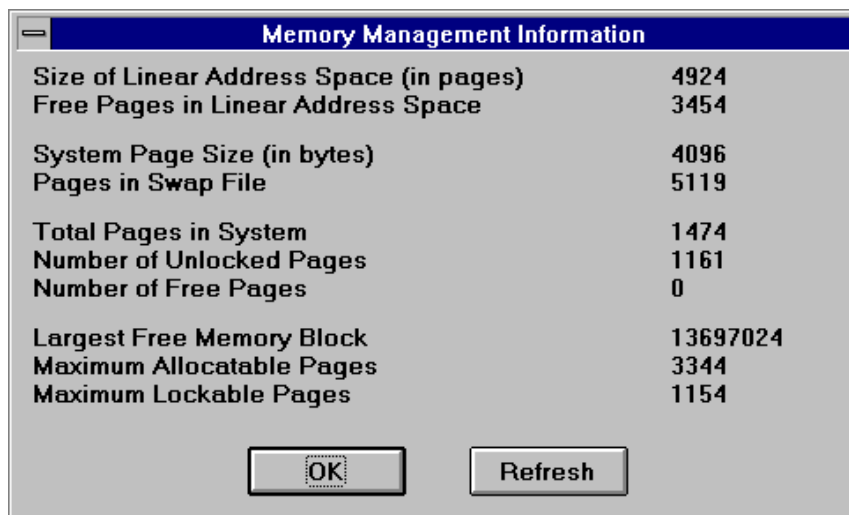 Memory Management Information
Size of Linear Address Space (in pages) 4924
Free Pages in Linear Address Space 3454
System Page Size (in bytes) 4096
Pages in Swap File 5119
Total Pages in System 1474
Number of Unlocked Pages 1161
Number of Free Pages 0
Largest Free Memory Block 13697024
Maximum Allocatable Pages 3344
Maximum Lockable Pages 1154
OK Refresh